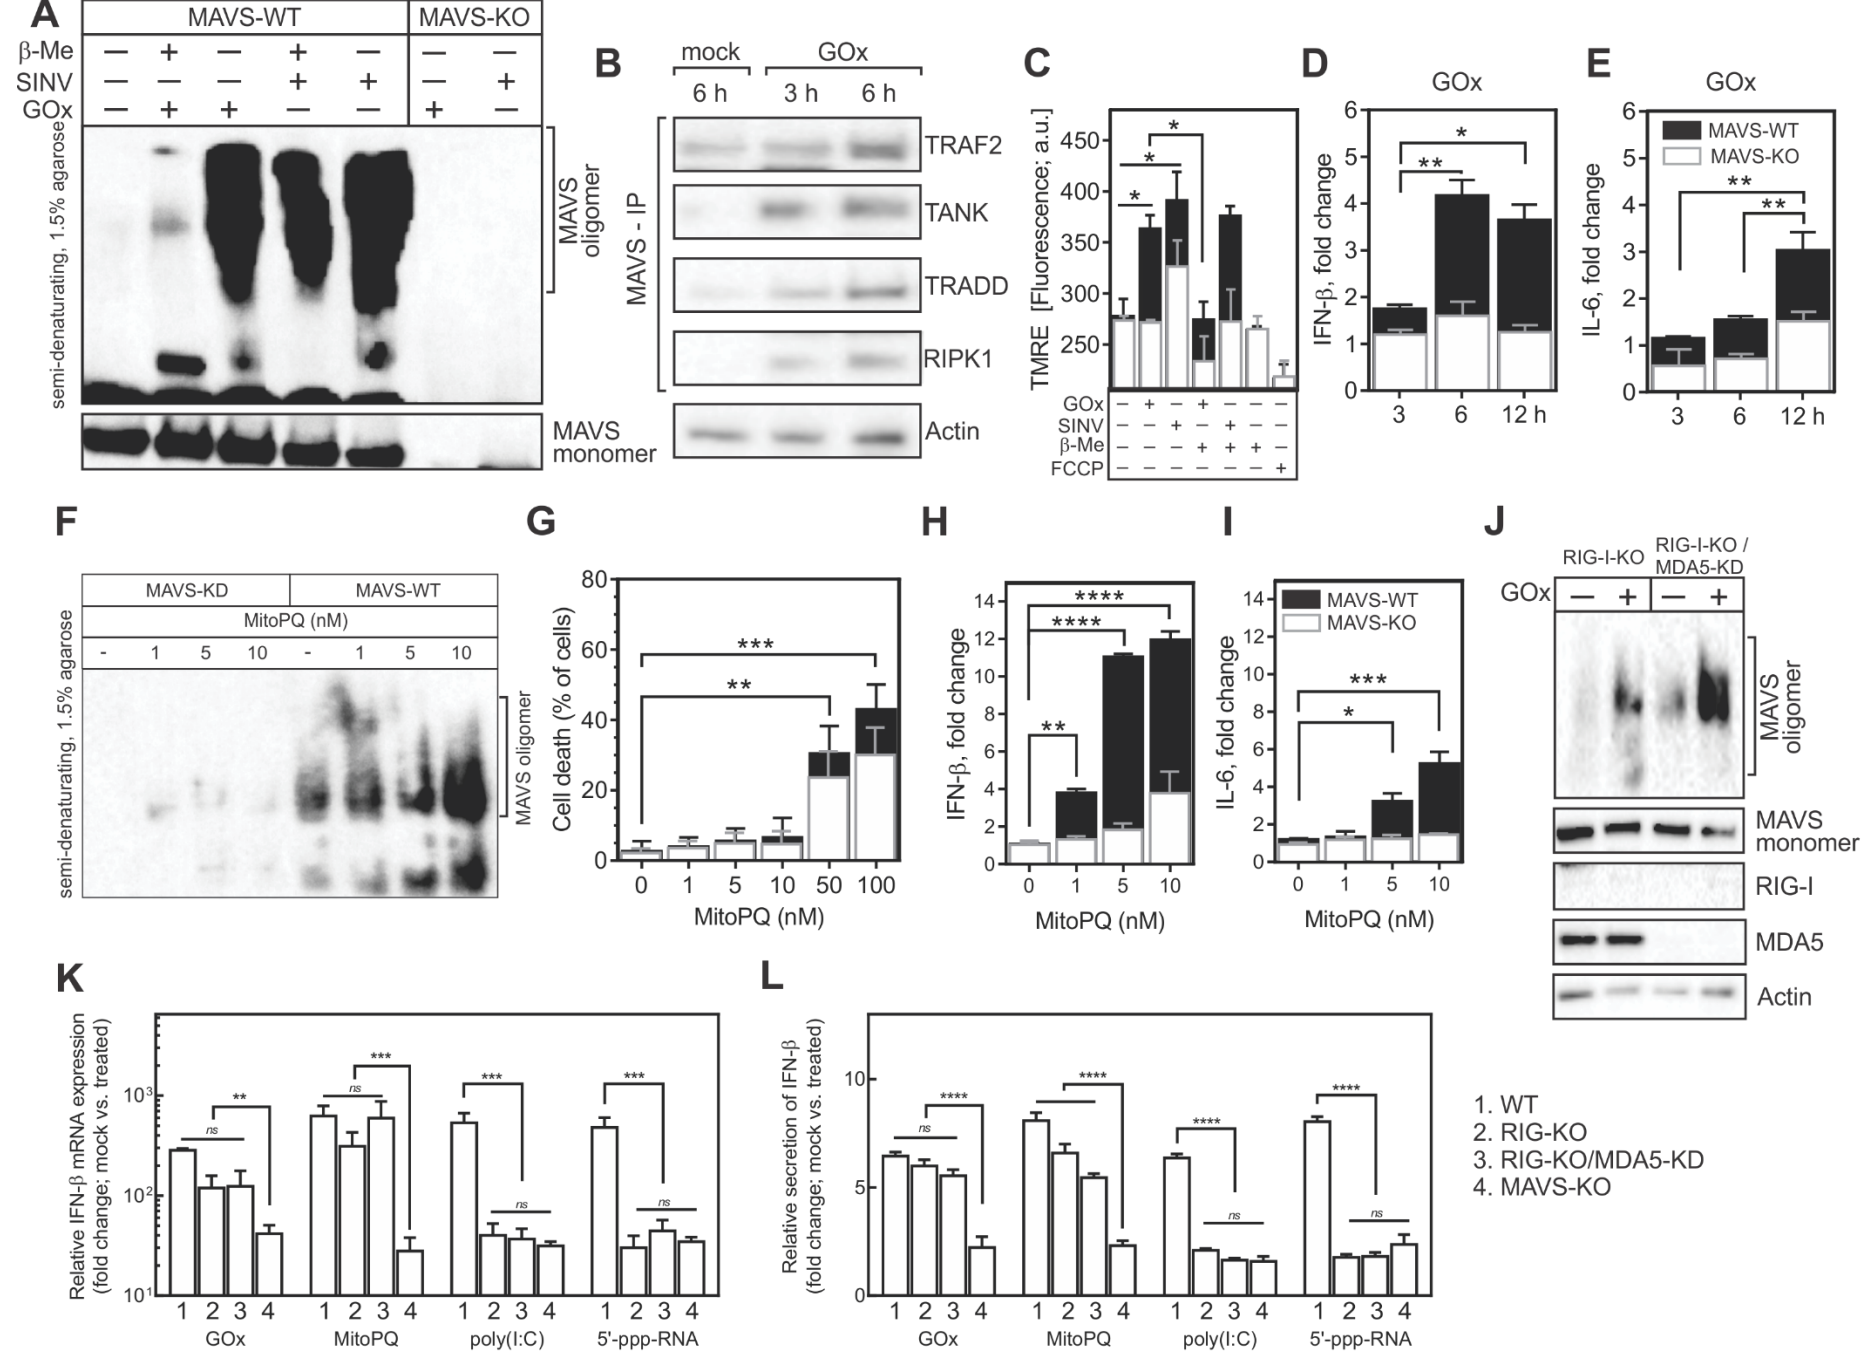 A
MAVS-WT MAVS-KO
β-Me — + — + — — —
SINV — — — + + — +
GOx — + + — — + —
semi-denaturating, 1.5% agarose
MAVS oligomer
MAVS monomer
B
mock GOx
6 h 3 h 6 h
MAVS - IP
TRAF2
TANK
TRADD
RIPK1
Actin
C
TMRE [Fluorescence; a.u.]
450
400
350
300
250
* * *
GOx – + – + – – –
SINV – – + – + – –
β-Me – – – + + + –
FCCP – – – – – – +
D
GOx
IFN-β, fold change
6
5
4
3
2
1
0
*
**
3 6 12 h
E
GOx
IL-6, fold change
6
5
4
3
2
1
0
MAVS-WT
MAVS-KO
**
**
3 6 12 h
F
MAVS-KD MAVS-WT
MitoPQ (nM)
- 1 5 10 - 1 5 10
semi-denaturating, 1.5% agarose
MAVS oligomer
G
Cell death (% of cells)
80
60
40
20
0
***
**
0 1 5 10 50 100
MitoPQ (nM)
H
IFN-β, fold change
14
12
10
8
6
4
2
0
****
****
**
0 1 5 10
MitoPQ (nM)
I
IL-6, fold change
14
12
10
8
6
4
2
0
MAVS-WT
MAVS-KO
***
*
0 1 5 10
MitoPQ (nM)
J
RIG-I-KO
RIG-I-KO /
MDA5-KD
GOx — + — +
MAVS oligomer
MAVS
monomer
RIG-I
MDA5
Actin
K
Relative IFN-β mRNA expression
(fold change; mock vs. treated)
10³
10²
10¹
ns ** ns *** *** ns *** ns
1 2 3 4 1 2 3 4 1 2 3 4 1 2 3 4
GOx MitoPQ poly(I:C) 5'-ppp-RNA
L
Relative secretion of IFN-β
(fold change; mock vs. treated)
10
5
0
ns **** **** **** ns **** ns
1 2 3 4 1 2 3 4 1 2 3 4 1 2 3 4
GOx MitoPQ poly(I:C) 5'-ppp-RNA
1. WT
2. RIG-KO
3. RIG-KO/MDA5-KD
4. MAVS-KO